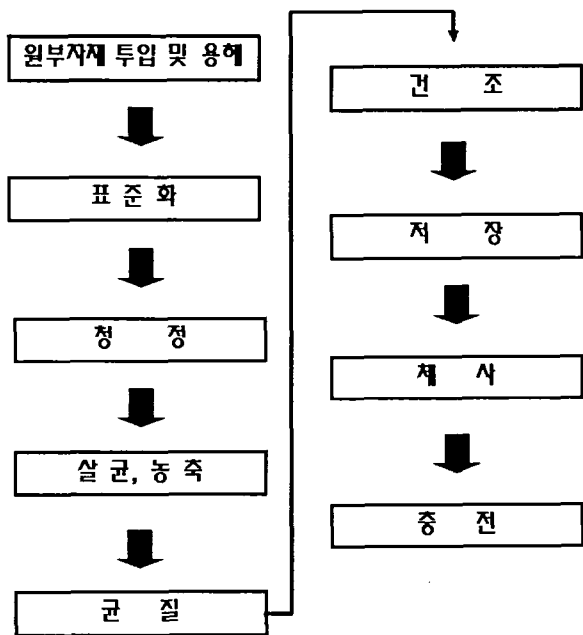 원부자재 투입 및 용해
표 준 화
청 정
살균, 농축
균 질
건 조
저 장
체 사
충 전